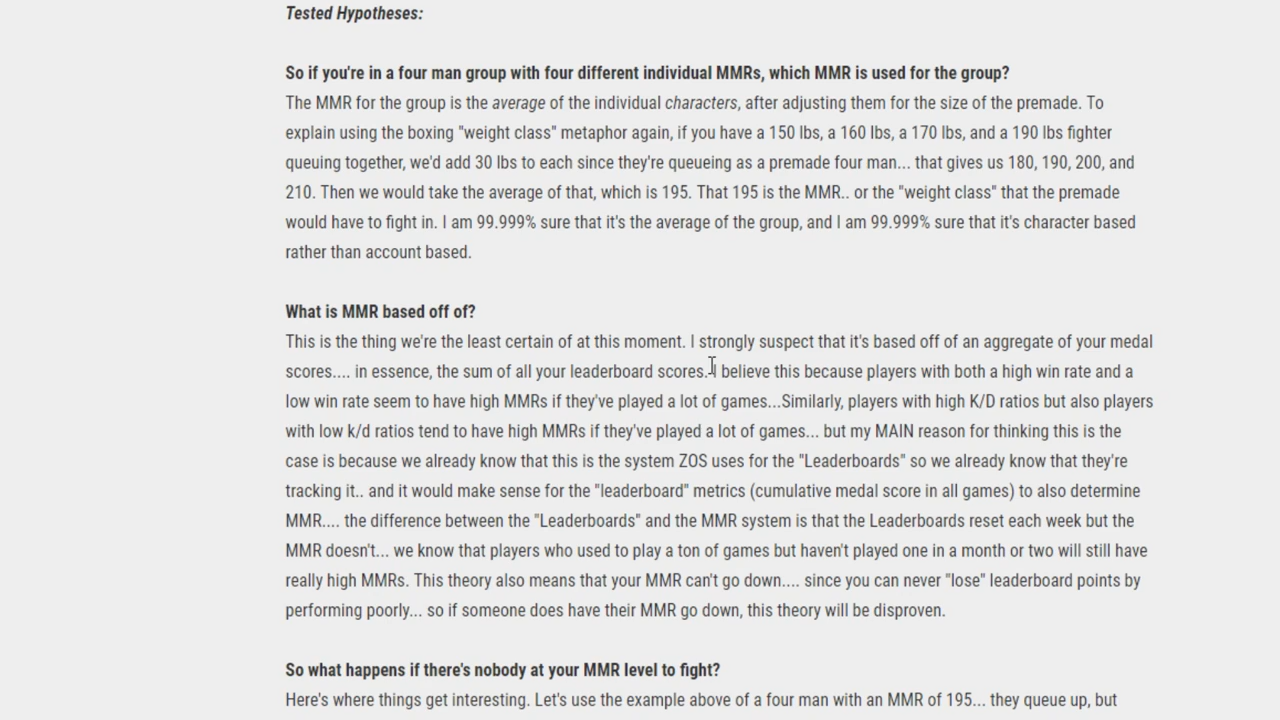 Tested Hypotheses:
So if you're in a four man group with four different individual MMRs, which MMR is used for the group?
The MMR for the group is the average of the individual characters, after adjusting them for the size of the premade. To
explain using the boxing "weight class" metaphor again, if you have a 150 lbs, a 160 lbs, a 170 lbs, and a 190 lbs fighter
queuing together, we'd add 30 lbs to each since they're queueing as a premade four man... that gives us 180, 190, 200, and
210. Then we would take the average of that, which is 195. That 195 is the MMR.. or the "weight class" that the premade
would have to fight in. I am 99.999% sure that it's the average of the group, and I am 99.999% sure that it's character based
rather than account based.
What is MMR based off of?
This is the thing we're the least certain of at this moment. I strongly suspect that it's based off of an aggregate of your medal
scores.... in essence, the sum of all your leaderboard scores. I believe this because players with both a high win rate and a
low win rate seem to have high MMRs if they've played a lot of games...Similarly, players with high K/D ratios but also players
with low k/d ratios tend to have high MMRs if they've played a lot of games... but my MAIN reason for thinking this is the
case is because we already know that this is the system ZOS uses for the "Leaderboards" so we already know that they're
tracking it.. and it would make sense for the "leaderboard" metrics (cumulative medal score in all games) to also determine
MMR.... the difference between the "Leaderboards" and the MMR system is that the Leaderboards reset each week but the
MMR doesn't... we know that players who used to play a ton of games but haven't played one in a month or two will still have
really high MMRs. This theory also means that your MMR can't go down.... since you can never "lose" leaderboard points by
performing poorly... so if someone does have their MMR go down, this theory will be disproven.
So what happens if there's nobody at your MMR level to fight?
Here's where things get interesting. Let's use the example above of a four man with an MMR of 195... they queue up, but